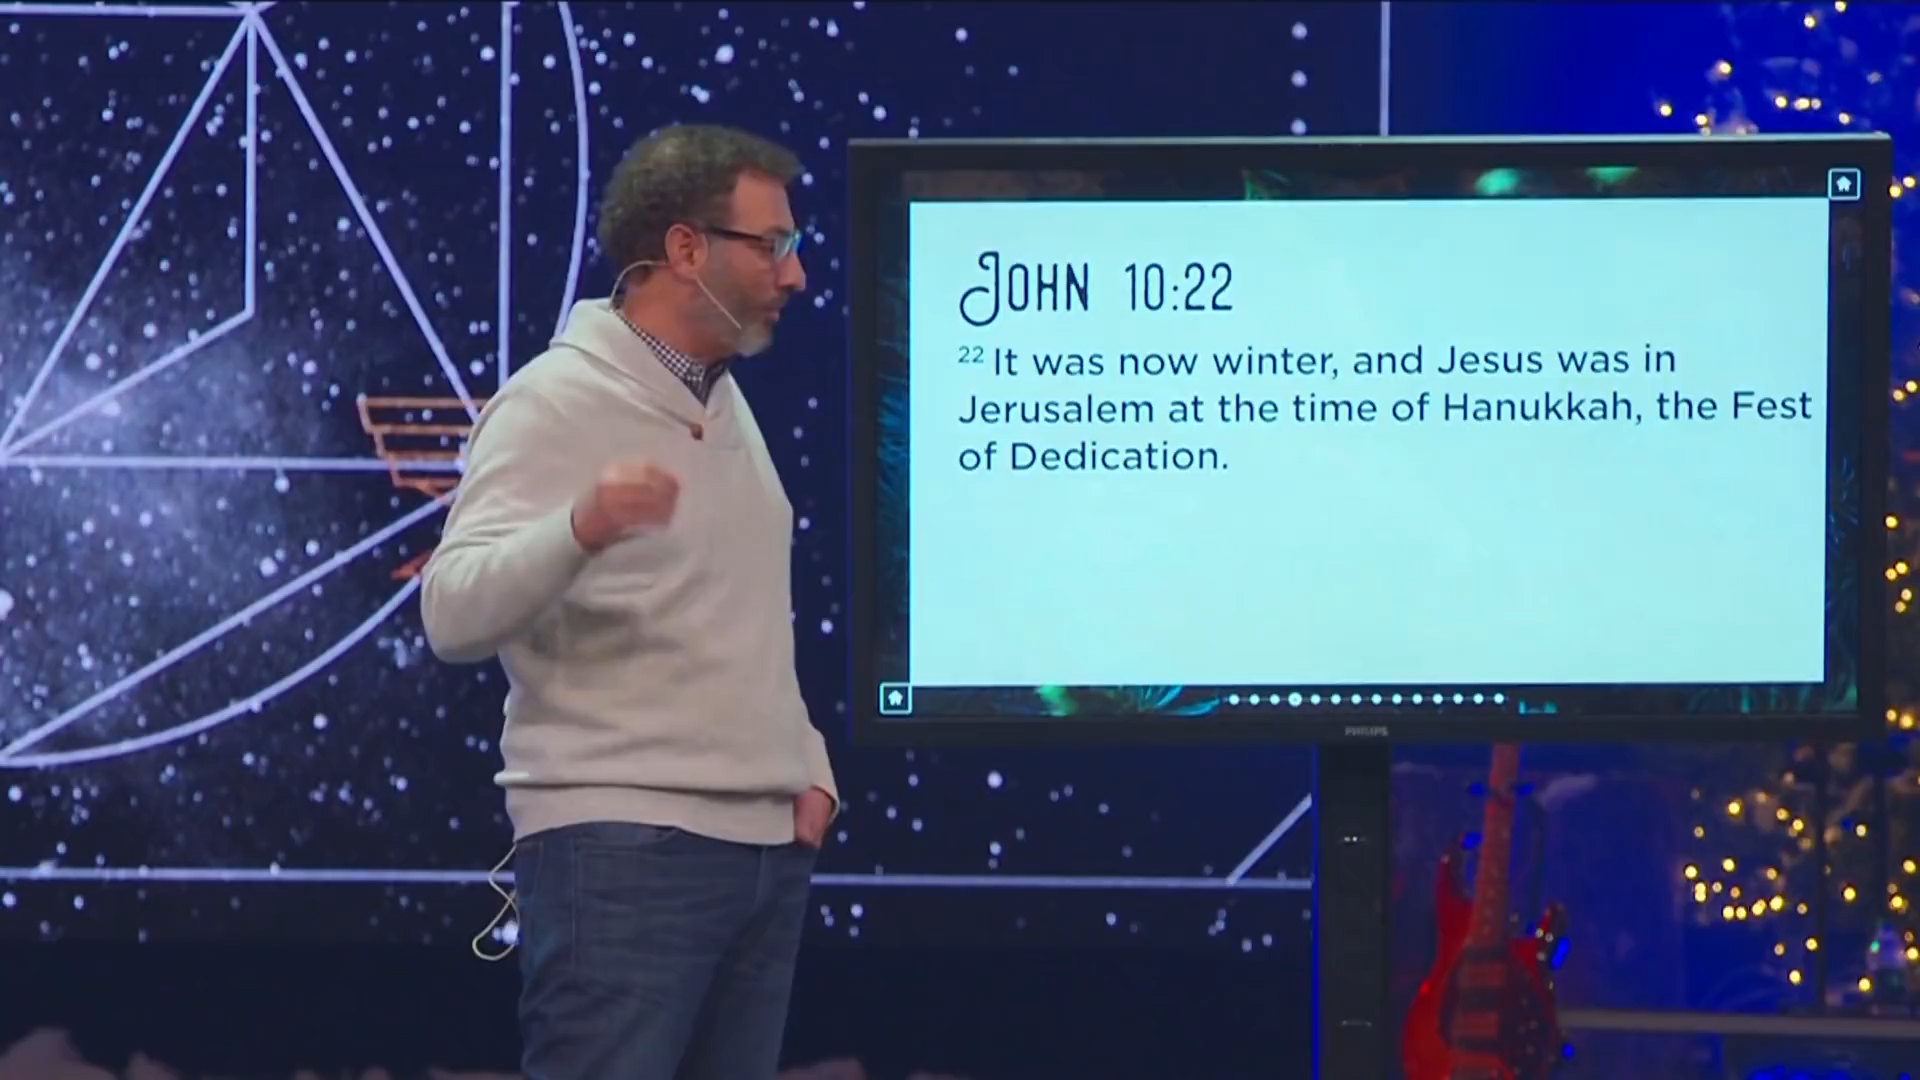 JOHN 10:22
22 It was now winter, and Jesus was in
Jerusalem at the time of Hanukkah, the Fest
of Dedication.
PHILIPS